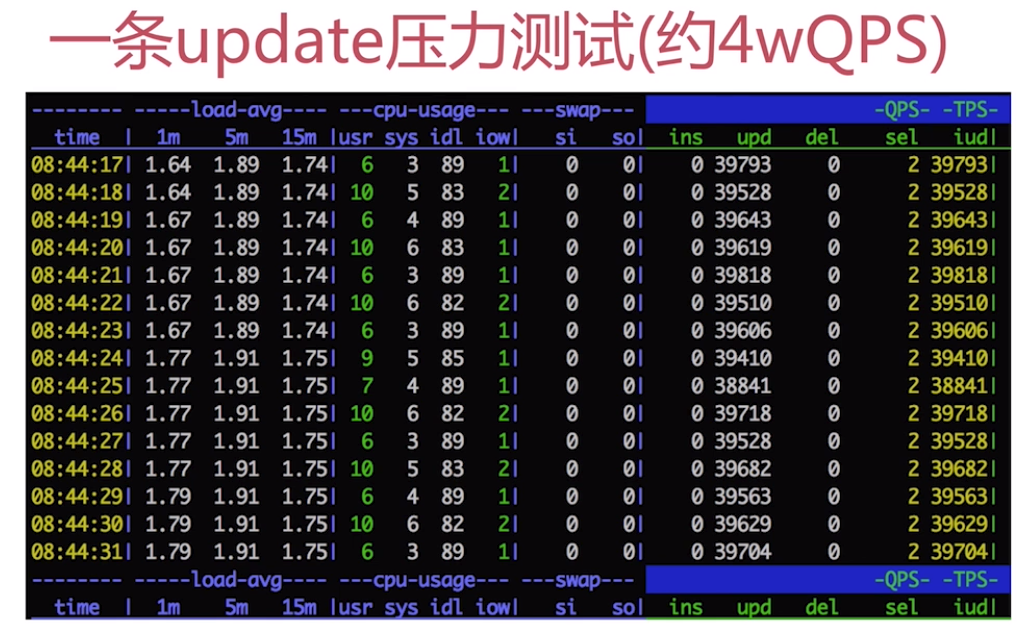 一条update压力测试(约4wQPS)
-------- -----load-avg---- ---cpu-usage--- ---swap--- -QPS- -TPS-
time | 1m 5m 15m |usr sys idl iow| si so| ins upd del sel iud|
08:44:17| 1.64 1.89 1.74| 6 3 89 1| 0 0| 0 39793 0 2 39793|
08:44:18| 1.64 1.89 1.74| 10 5 83 2| 0 0| 0 39528 0 2 39528|
08:44:19| 1.67 1.89 1.74| 6 4 89 1| 0 0| 0 39643 0 2 39643|
08:44:20| 1.67 1.89 1.74| 10 6 83 1| 0 0| 0 39619 0 2 39619|
08:44:21| 1.67 1.89 1.74| 6 3 89 1| 0 0| 0 39818 0 2 39818|
08:44:22| 1.67 1.89 1.74| 10 6 82 2| 0 0| 0 39510 0 2 39510|
08:44:23| 1.67 1.89 1.74| 6 3 89 1| 0 0| 0 39606 0 2 39606|
08:44:24| 1.77 1.91 1.75| 9 5 85 1| 0 0| 0 39410 0 2 39410|
08:44:25| 1.77 1.91 1.75| 7 4 89 1| 0 0| 0 38841 0 2 38841|
08:44:26| 1.77 1.91 1.75| 10 6 82 2| 0 0| 0 39718 0 2 39718|
08:44:27| 1.77 1.91 1.75| 6 3 89 1| 0 0| 0 39528 0 2 39528|
08:44:28| 1.77 1.91 1.75| 10 5 83 2| 0 0| 0 39682 0 2 39682|
08:44:29| 1.79 1.91 1.75| 6 4 89 1| 0 0| 0 39563 0 2 39563|
08:44:30| 1.79 1.91 1.75| 10 6 82 2| 0 0| 0 39629 0 2 39629|
08:44:31| 1.79 1.91 1.75| 6 3 89 1| 0 0| 0 39704 0 2 39704|
-------- -----load-avg---- ---cpu-usage--- ---swap--- -QPS- -TPS-
time | 1m 5m 15m |usr sys idl iow| si so| ins upd del sel iud|